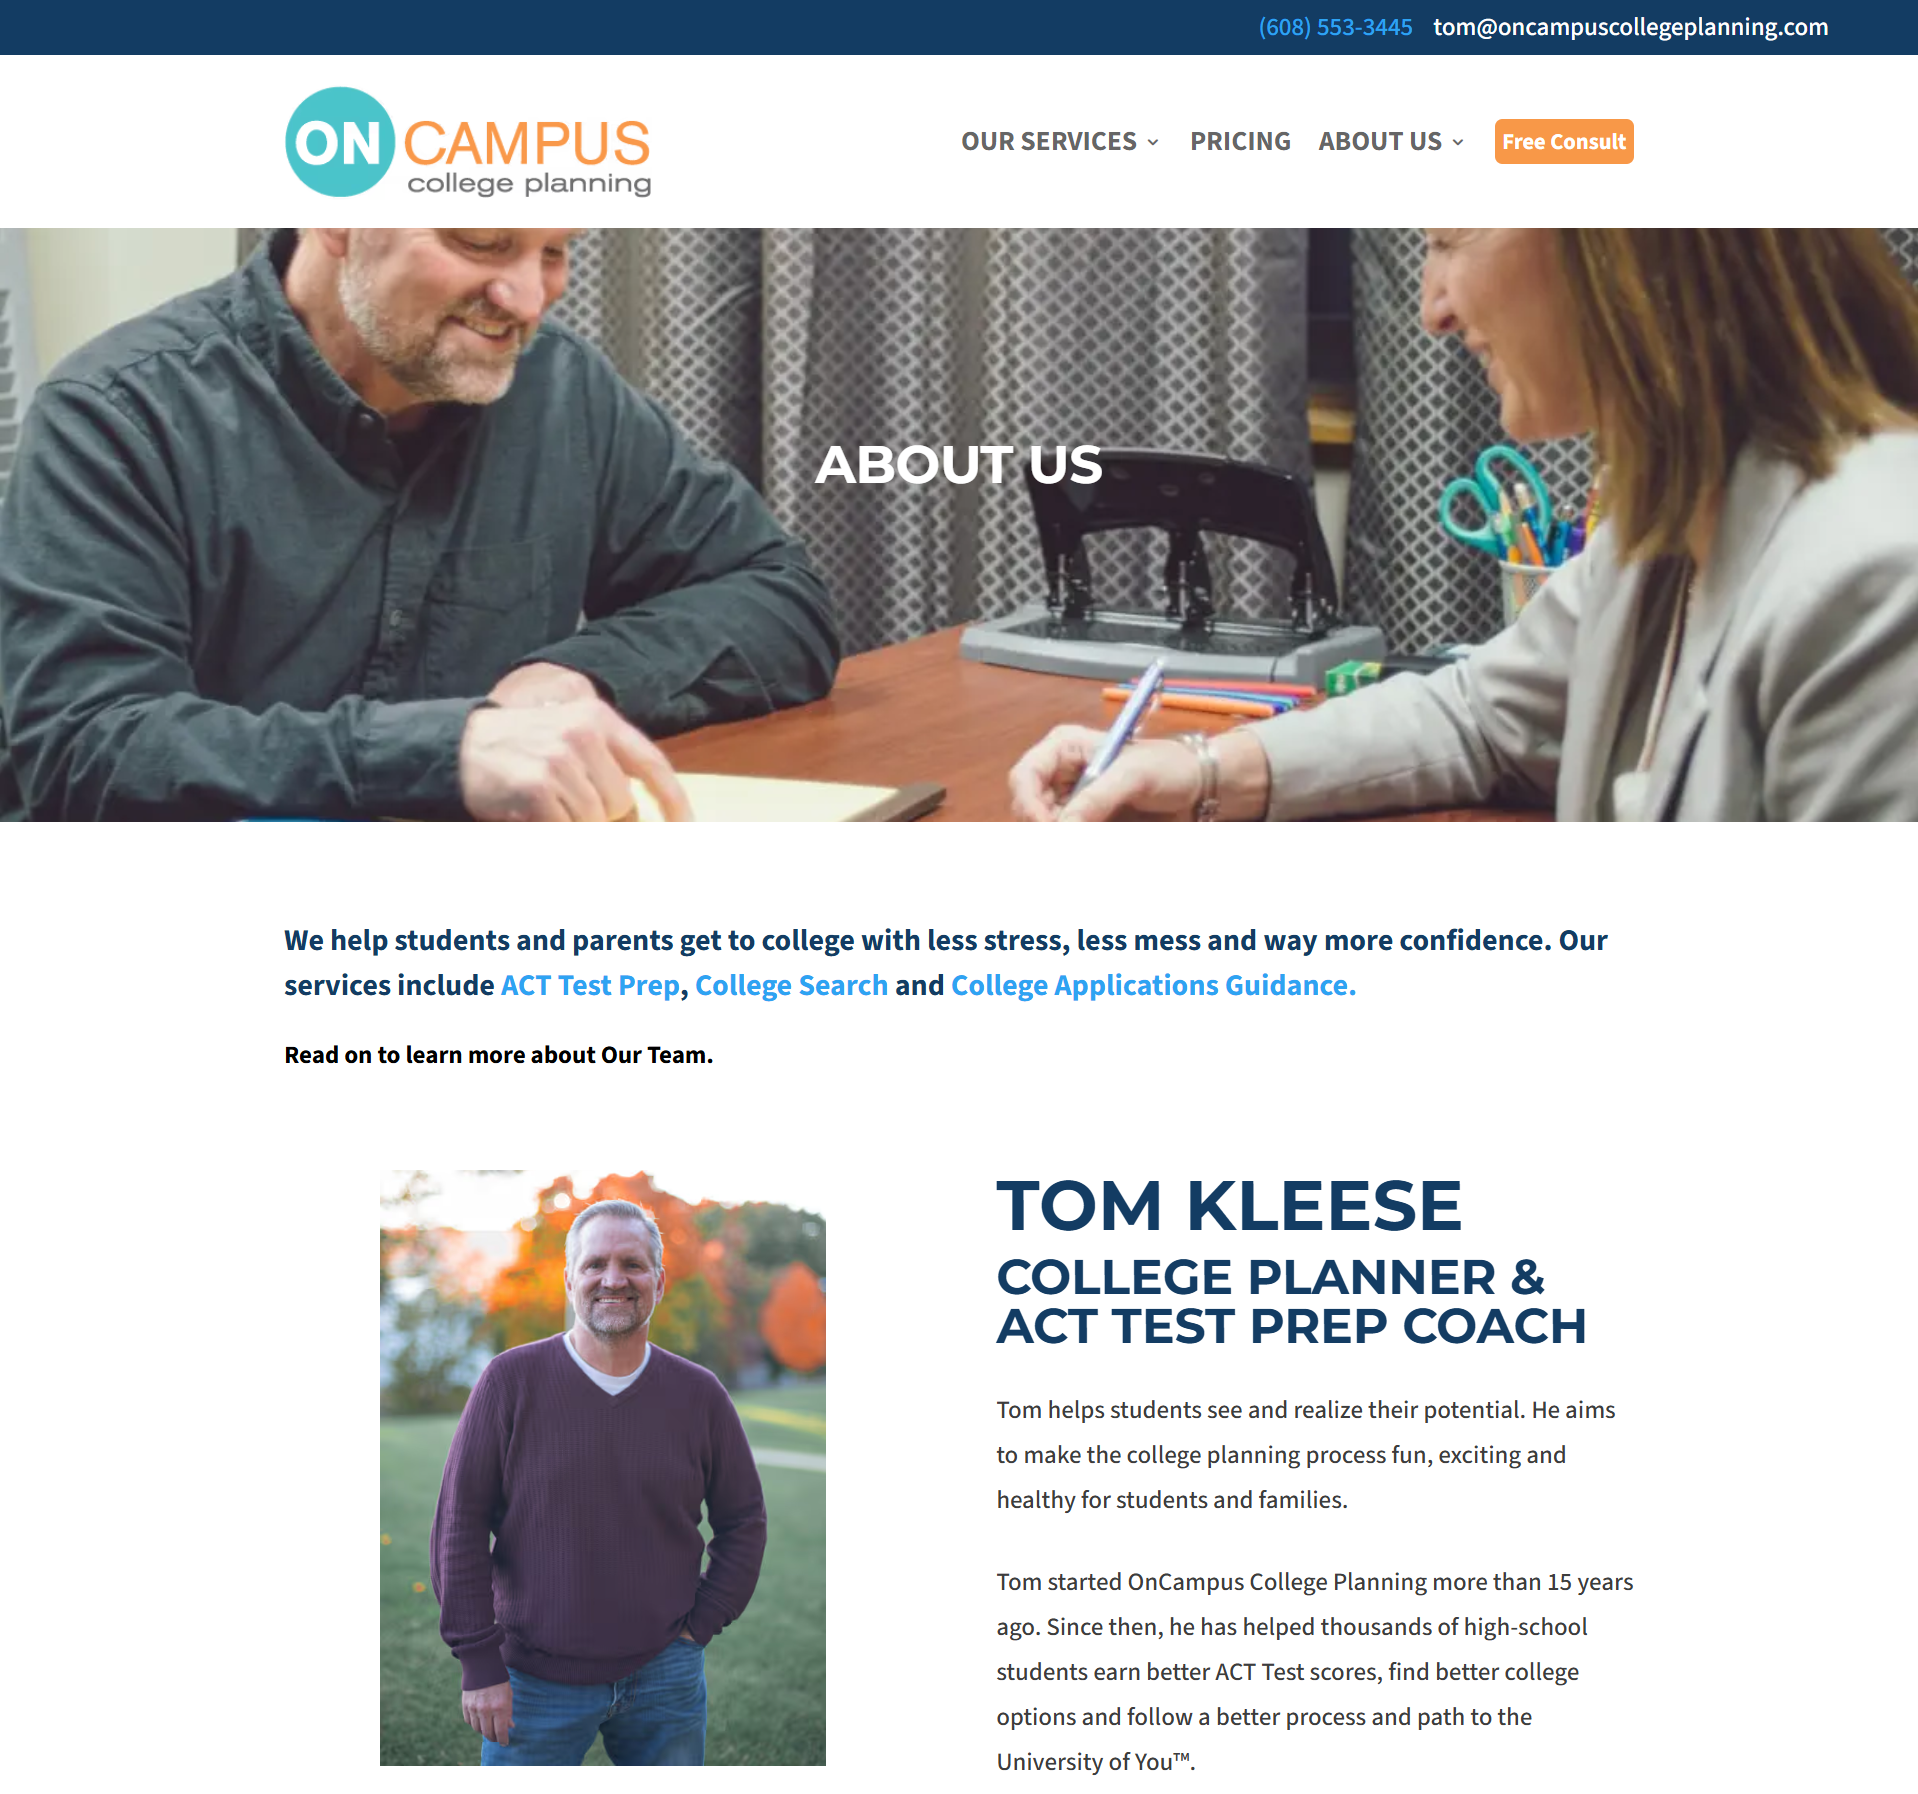 (608) 553-3445 tom@oncampuscollegeplanning.com
ON CAMPUS
college planning
OUR SERVICES PRICING ABOUT US Free Consult
ABOUT US
We help students and parents get to college with less stress, less mess and way more confidence. Our
services include ACT Test Prep, College Search and College Applications Guidance.
Read on to learn more about Our Team.
TOM KLEESE
COLLEGE PLANNER &
ACT TEST PREP COACH
Tom helps students see and realize their potential. He aims
to make the college planning process fun, exciting and
healthy for students and families.
Tom started OnCampus College Planning more than 15 years
ago. Since then, he has helped thousands of high-school
students earn better ACT Test scores, find better college
options and follow a better process and path to the
University of You™.